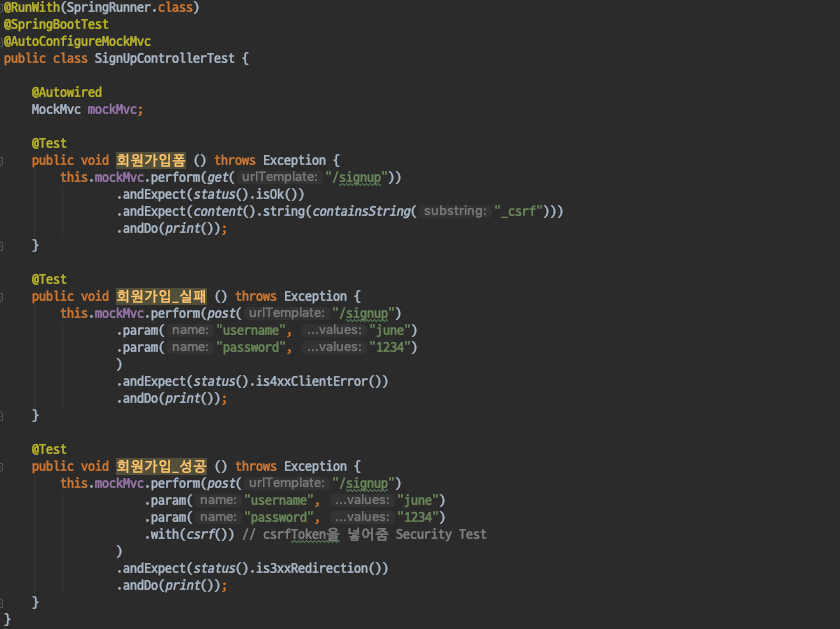 @RunWith(SpringRunner.class)
@SpringBootTest
@AutoConfigureMockMvc
public class SignUpControllerTest {
@Autowired
MockMvc mockMvc;
@Test
public void 회원가입폼 () throws Exception {
this.mockMvc.perform(get( urlTemplate: "/signup"))
.andExpect(status().isOk())
.andExpect(content().string(containsString( substring: "_csrf")))
.andDo(print());
}
@Test
public void 회원가입_실패 () throws Exception {
this.mockMvc.perform(post( urlTemplate: "/signup")
.param( name: "username", ...values: "june")
.param( name: "password", ...values: "1234")
)
.andExpect(status().is4xxClientError())
.andDo(print());
}
@Test
public void 회원가입_성공 () throws Exception {
this.mockMvc.perform(post( urlTemplate: "/signup")
.param( name: "username", ...values: "june")
.param( name: "password", ...values: "1234")
.with(csrf()) // csrfToken을 넣어줌 Security Test
)
.andExpect(status().is3xxRedirection())
.andDo(print());
}
}